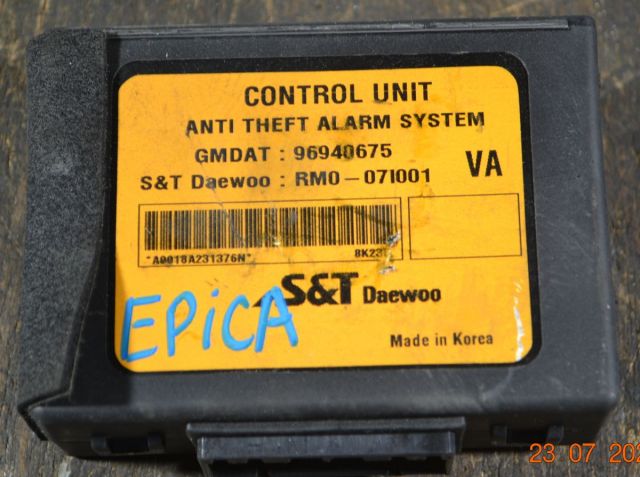 CONTROL UNIT
ANTI THEFT ALARM SYSTEM
GMDAT : 96940675
S&T Daewoo : RM0-07I001
VA
*A0018A231376N*
S&T Daewoo
EPiCA
Made in Korea
23 07